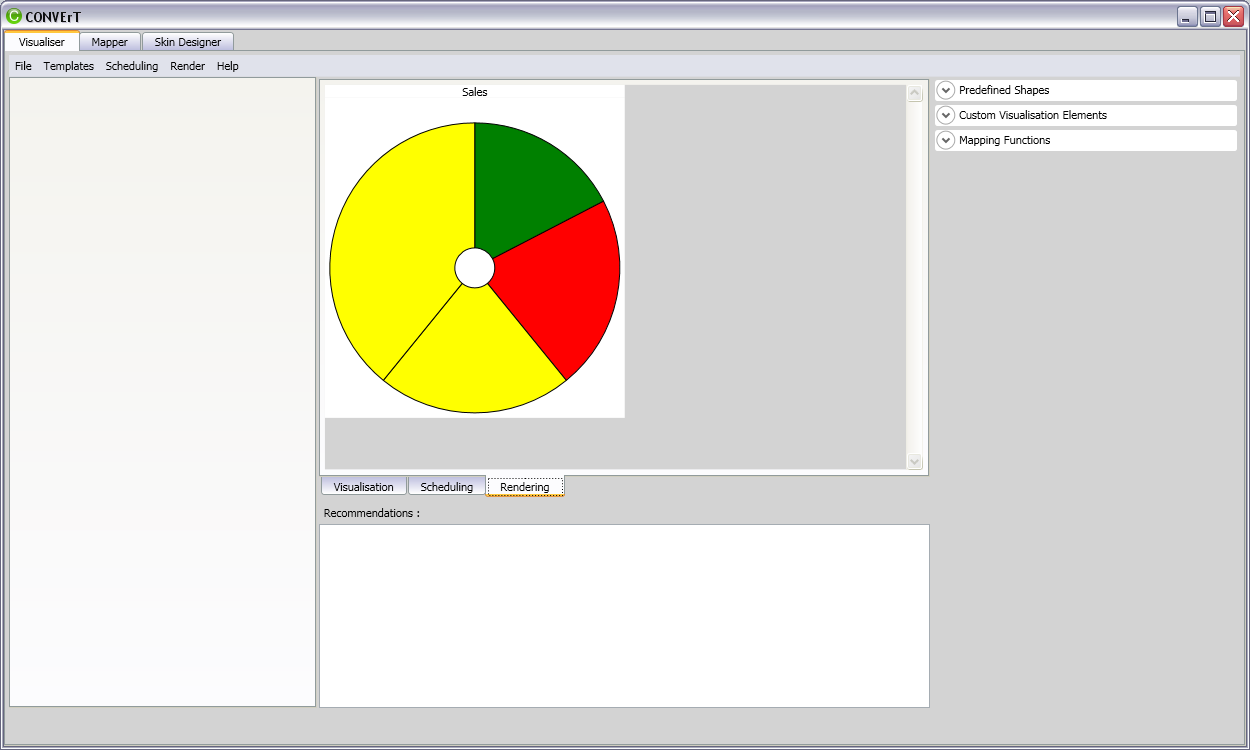 CONVErT
Visualiser Mapper Skin Designer
File Templates Scheduling Render Help
Sales
Predefined Shapes
Custom Visualisation Elements
Mapping Functions
Visualisation Scheduling Rendering
Recommendations :